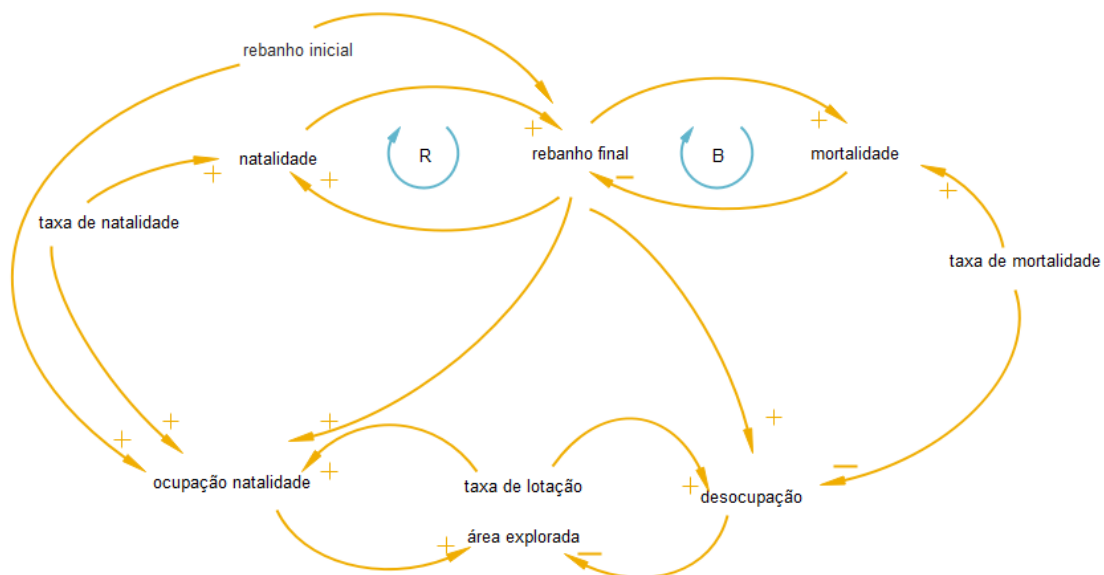 rebanho inicial
+
+
natalidade
R
rebanho final
B
mortalidade
+
+
−
+
taxa de natalidade
taxa de mortalidade
+
+
+
+
+
−
ocupação natalidade
+
taxa de lotação
+
desocupação
área explorada
+
−